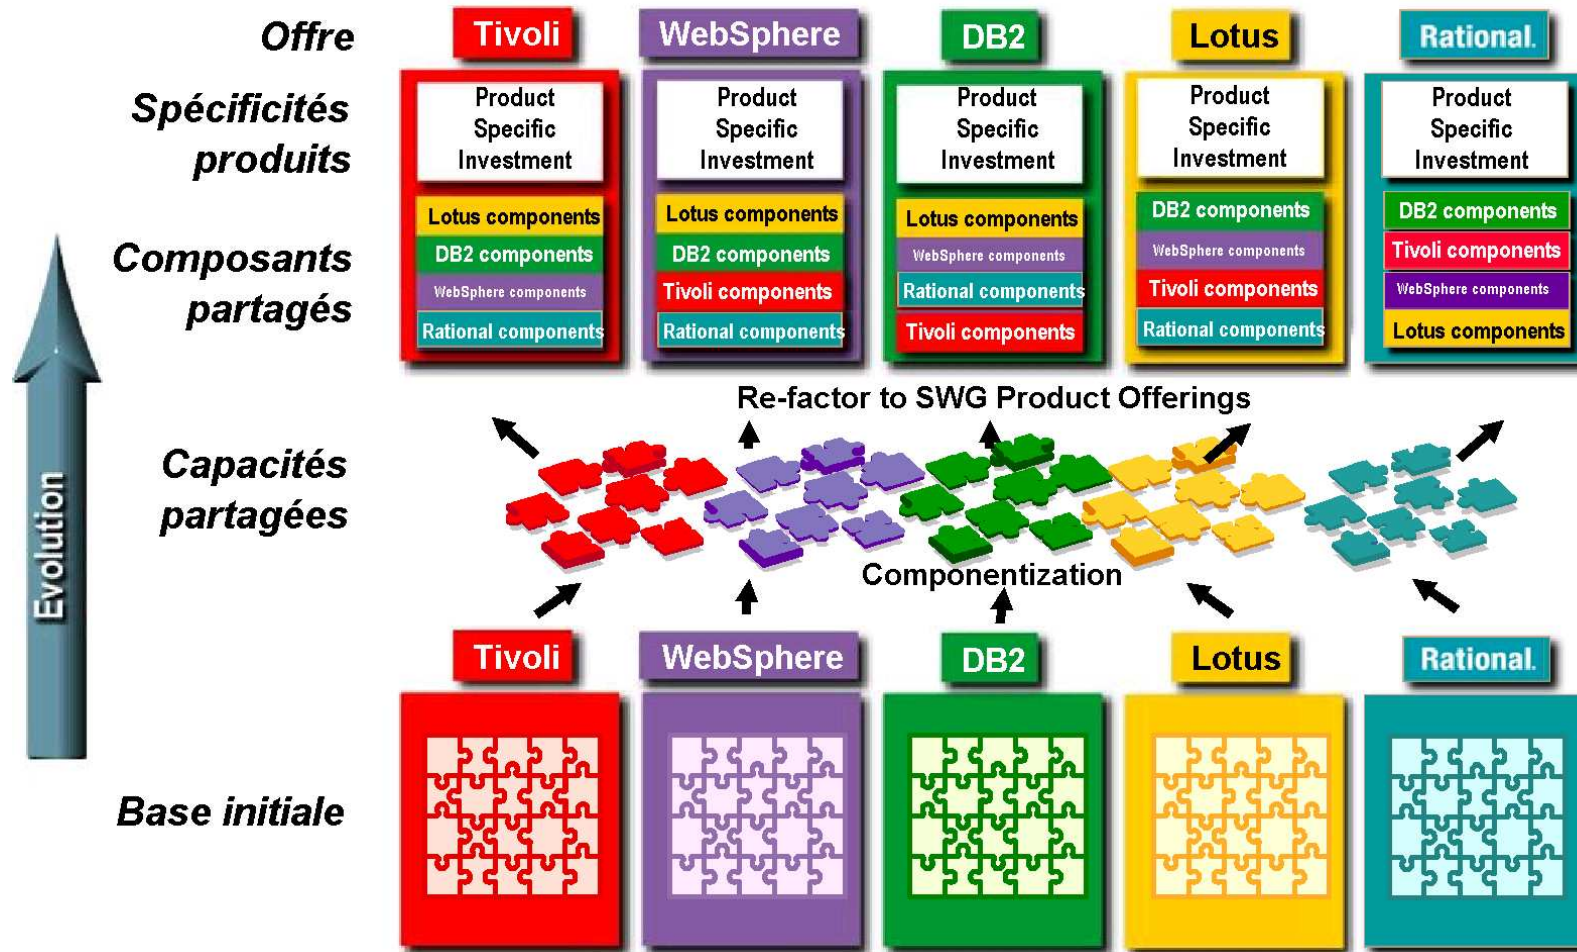 Offre
Tivoli
WebSphere
DB2
Lotus
Rational.
Spécificités
produits
Product
Specific
Investment
Product
Specific
Investment
Product
Specific
Investment
Product
Specific
Investment
Product
Specific
Investment
Composants
partagés
Lotus components
DB2 components
WebSphere components
Rational components
Lotus components
DB2 components
Tivoli components
Rational components
Lotus components
WebSphere components
Rational components
Tivoli components
DB2 components
WebSphere components
Tivoli components
Rational components
DB2 components
Tivoli components
WebSphere components
Lotus components
Re-factor to SWG Product Offerings
Capacités
partagées
Evolution
Componentization
Tivoli
WebSphere
DB2
Lotus
Rational.
Base initiale